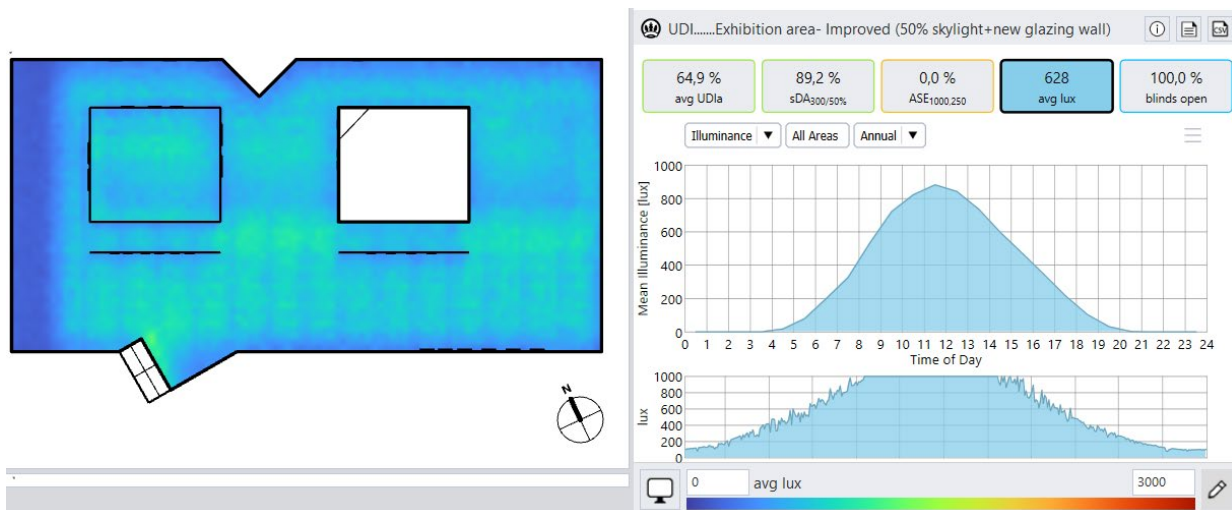 UDI......Exhibition area- Improved (50% skylight+new glazing wall)
CSV
64,9 %
avg UDIa
89,2 %
sDA300/50%
0,0 %
ASE1000,250
628
avg lux
100,0 %
blinds open
Illuminance ▼
All Areas
Annual ▼
Mean Illuminance [lux]
1000
800
600
400
200
0
0 1 2 3 4 5 6 7 8 9 10 11 12 13 14 15 16 17 18 19 20 21 22 23 24
Time of Day
lux
1000
800
600
400
200
0
N
0
avg lux
3000